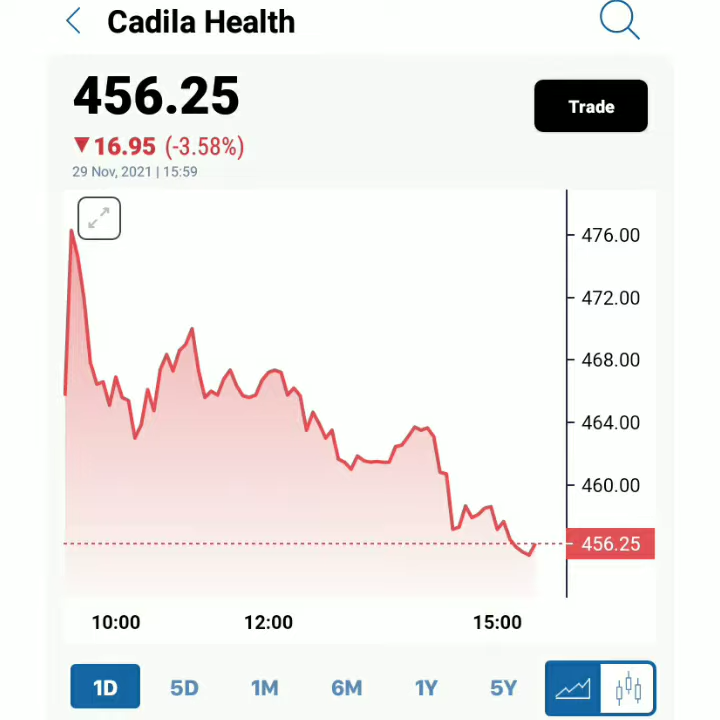 Cadila Health
456.25
Trade
▼16.95 (-3.58%)
29 Nov, 2021 | 15:59
476.00
472.00
468.00
464.00
460.00
456.25
10:00 12:00 15:00
1D 5D 1M 6M 1Y 5Y